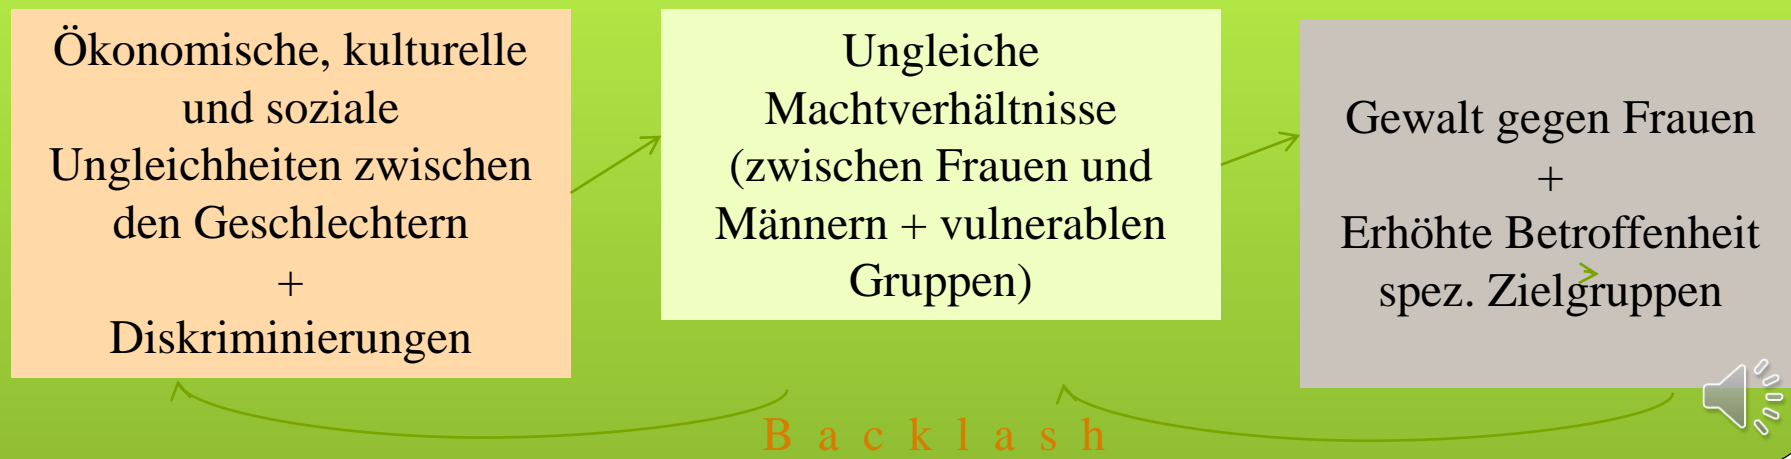 Ökonomische, kulturelle
und soziale
Ungleichheiten zwischen
den Geschlechtern
+
Diskriminierungen
Ungleiche
Machtverhältnisse
(zwischen Frauen und
Männern + vulnerablen
Gruppen)
Gewalt gegen Frauen
+
Erhöhte Betroffenheit
spez. Zielgruppen
Backlash